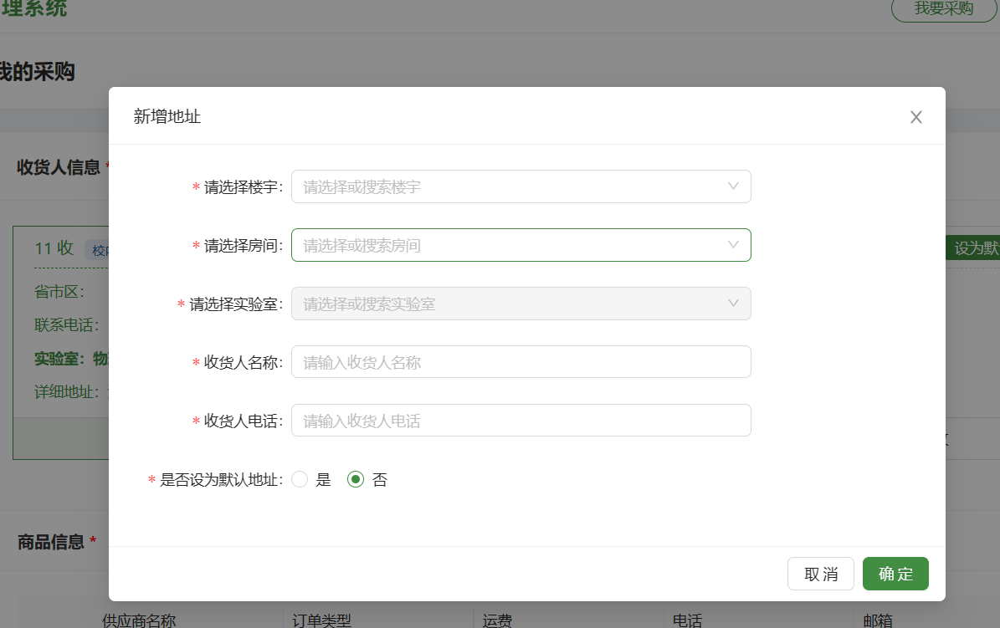 理系统
我要采购
我的采购
新增地址
收货人信息 *
* 请选择楼宇: 请选择或搜索楼宇
11 收 校
设为默
* 请选择房间: 请选择或搜索房间
省市区:
* 请选择实验室: 请选择或搜索实验室
联系电话:
实验室: 物
* 收货人名称: 请输入收货人名称
详细地址:
* 收货人电话: 请输入收货人电话
* 是否设为默认地址: 是 否
商品信息 *
取 消 确 定
供应商名称 订单类型 运费 电话 邮箱